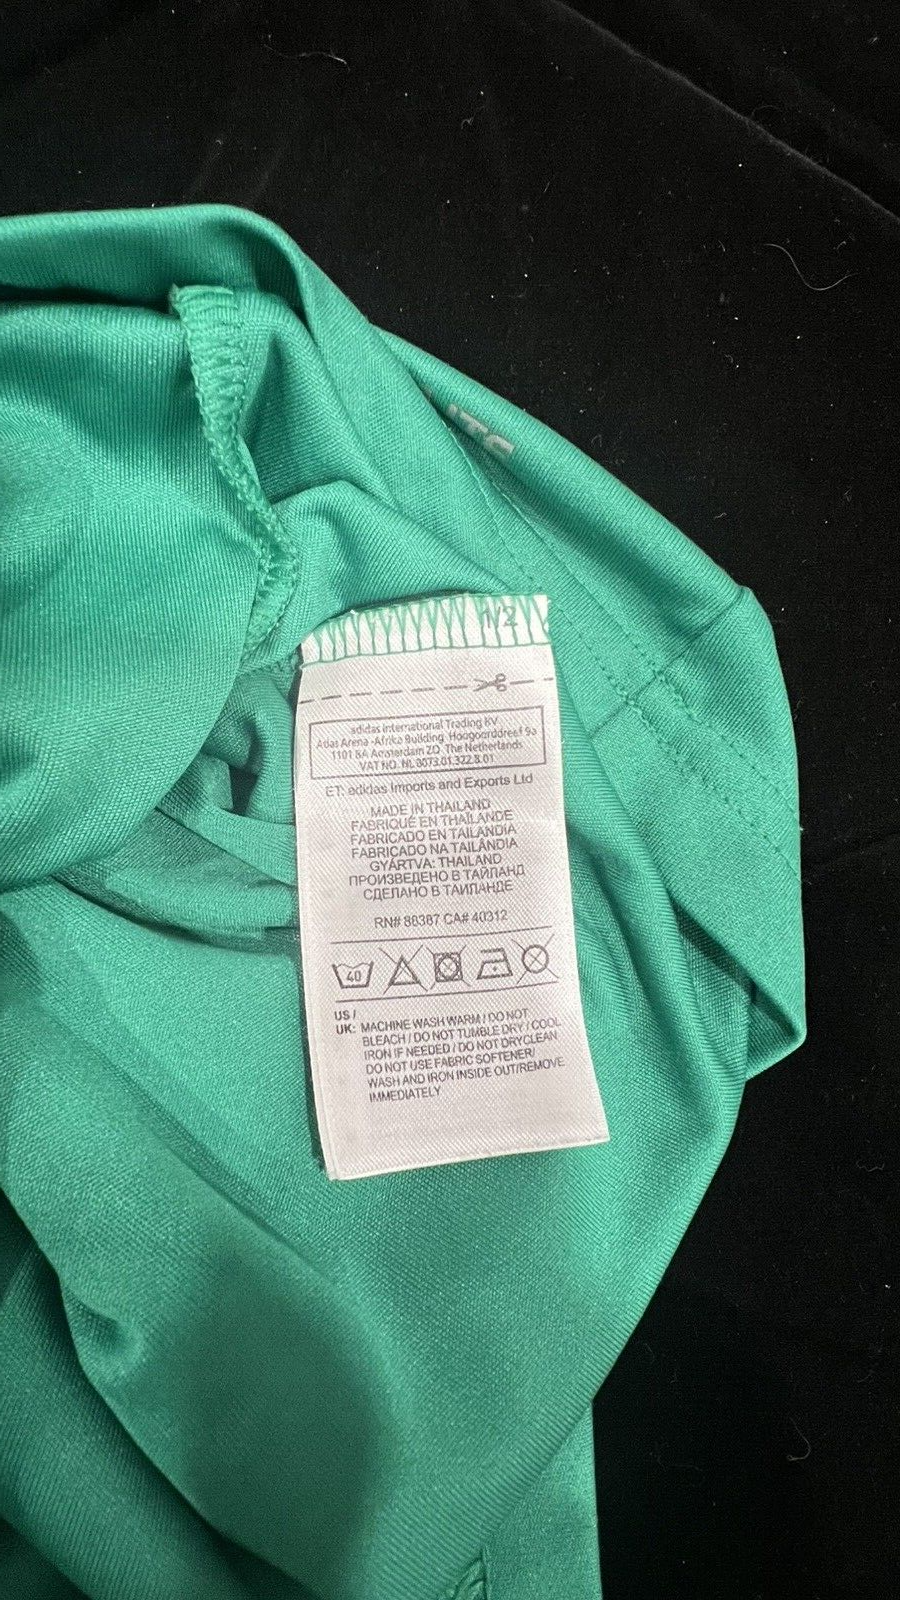 1/2
adidas International Trading BV
Adas Arena -Afrika Building Hoogoorddreef 9a
1101 BA Amsterdam ZO. The Netherlands
VAT NO. NL 8073.01.322.B.01
ET: adidas Imports and Exports Ltd
MADE IN THAILAND
FABRIQUÉ EN THAÏLANDE
FABRICADO EN TAILANDIA
FABRICADO NA TAILÂNDIA
GYÁRTVA: THAILAND
ПРОИЗВЕДЕНО В ТАЙЛАНД
СДЕЛАНО В ТАИЛАНДЕ
RN# 88387 CA# 40312
40
US /
UK: MACHINE WASH WARM / DO NOT
BLEACH / DO NOT TUMBLE DRY / COOL
IRON IF NEEDED / DO NOT DRYCLEAN
DO NOT USE FABRIC SOFTENER/
WASH AND IRON INSIDE OUT/REMOVE
IMMEDIATELY